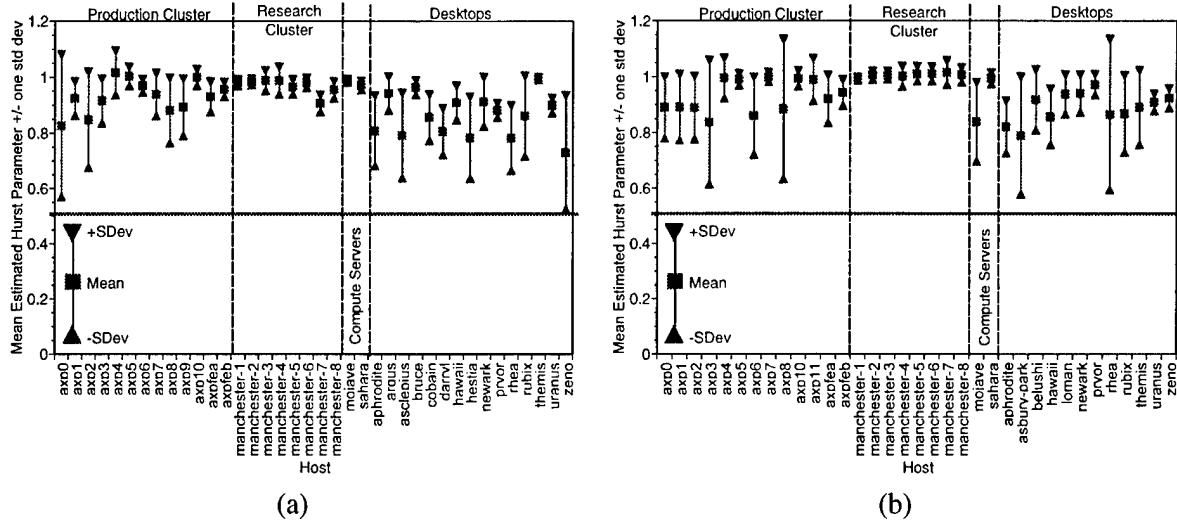 Production Cluster
Research
Cluster
Desktops
Mean Estimated Hurst Parameter +/- one std dev
1.2
1
0.8
0.6
0.4
0.2
0
+SDev
Mean
-SDev
Compute Servers
axp0
axp1
axp2
axp3
axp4
axp5
axp6
axp7
axp8
axp9
axp10
axpfea
axpfeb
manchester-1
manchester-2
manchester-3
manchester-4
manchester-5
manchester-6
manchester-7
manchester-8
mojave
sahara
aphrodite
argus
asclepius
bruce
cobain
darryl
hawaii
hestia
newark
pryor
rhea
rubix
themis
uranus
zeno
Host
(a)
Production Cluster
Research
Cluster
Desktops
Mean Estimated Hurst Parameter +/- one std dev
1.2
1
0.8
0.6
0.4
0.2
0
+SDev
Mean
-SDev
Compute Servers
axp0
axp1
axp2
axp3
axp4
axp5
axp6
axp7
axp8
axp10
axp11
axpfea
axpfeb
manchester-1
manchester-2
manchester-3
manchester-4
manchester-5
manchester-6
manchester-7
manchester-8
mojave
sahara
aphrodite
asbury-park
belushi
hawaii
loman
newark
pryor
rhea
rubix
themis
uranus
zeno
Host
(b)